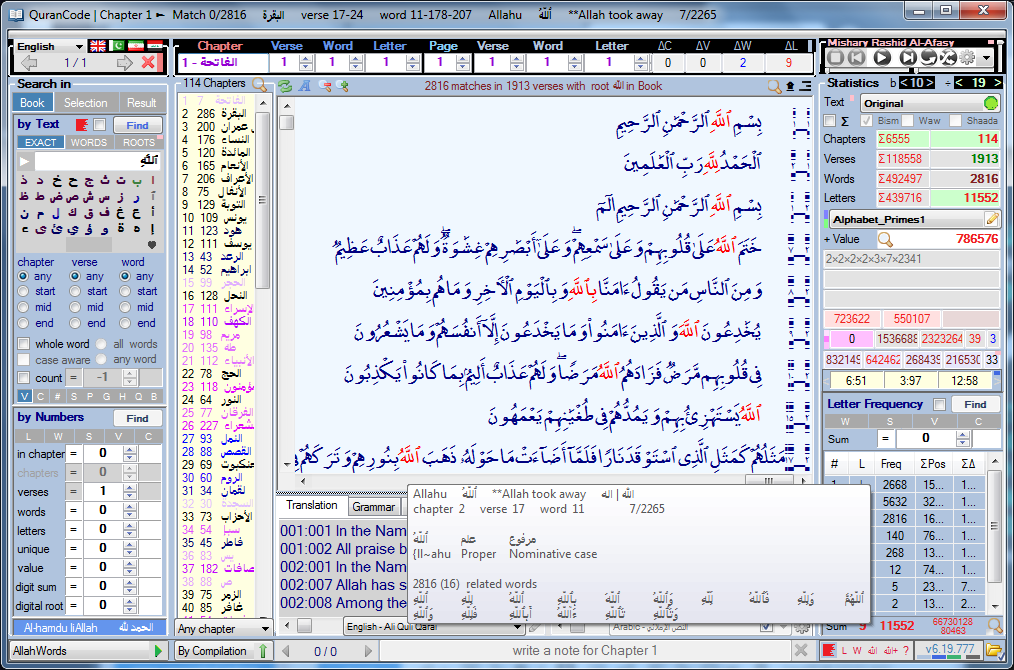 QuranCode | Chapter 1 ► Match 0/2816 البقرة verse 17-24 word 11-178-207 Allahu ٱللَّهُ **Allah took away 7/2265
English
1 / 1
Chapter Verse Word Letter Page Verse Word Letter ΔC ΔV ΔW ΔL
1 - الفاتحة 1 1 1 1 1 1 1 0 0 2 9
Mishary Rashid Al-Afasy
Search in
Book Selection Result
by Text Find
EXACT WORDS ROOTS
ٱللَّه
chapter verse word
any any any
start start start
mid mid mid
end end end
whole word all words
case aware any word
count = -1
V C # S P G H Q B
by Numbers Find
L W S V C
in chapter = 0
chapters = 0
verses = 1
words = 0
letters = 0
unique = 0
value = 0
digit sum = 0
digital root = 0
Al-hamdu liAllah الحمد لله
AllahWords
114 Chapters
1 7 الفاتحة
2 286 البقرة
3 200 عمران
4 176 النساء
5 120 المائدة
6 165 الأنعام
7 206 الأعراف
8 75 الأنفال
9 129 التوبة
10 109 يونس
11 123 هود
12 111 يوسف
13 43 الرعد
14 52 ابراهيم
15 99 الحجر
16 128 النحل
17 111 الإسراء
18 110 الكهف
19 98 مريم
20 135 طه
21 112 الأنبياء
22 78 الحج
23 118 مؤمنون
24 64 النور
25 77 الفرقان
26 227 شعراء
27 93 النمل
28 88 القصص
29 69 عنكبوت
30 60 الروم
31 34 لقمان
32 30 السجدة
33 73 الأحزاب
34 54 سبإ
35 45 فاطر
36 83 يس
37 182 صافات
38 88 ص
39 75 الزمر
40 85 غافر
Any chapter
By Compilation
2816 matches in 1913 verses with root الله in Book
بِسْمِ ٱللَّهِ ٱلرَّحْمَٰنِ ٱلرَّحِيمِ
ٱلْحَمْدُ لِلَّهِ رَبِّ ٱلْعَٰلَمِينَ
بِسْمِ ٱللَّهِ ٱلرَّحْمَٰنِ ٱلرَّحِيمِ الٓمٓ
خَتَمَ ٱللَّهُ عَلَىٰ قُلُوبِهِمْ وَعَلَىٰ سَمْعِهِمْ ۖ وَعَلَىٰٓ أَبْصَٰرِهِمْ غِشَٰوَةٌ ۖ وَلَهُمْ عَذَابٌ عَظِيمٌ
وَمِنَ ٱلنَّاسِ مَن يَقُولُ ءَامَنَّا بِٱللَّهِ وَبِٱلْيَوْمِ ٱلْءَاخِرِ وَمَا هُم بِمُؤْمِنِينَ
يُخَٰدِعُونَ ٱللَّهَ وَٱلَّذِينَ ءَامَنُوا۟ وَمَا يَخْدَعُونَ إِلَّآ أَنفُسَهُمْ وَمَا يَشْعُرُونَ
فِى قُلُوبِهِم مَّرَضٌ فَزَادَهُمُ ٱللَّهُ مَرَضًا ۖ وَلَهُمْ عَذَابٌ أَلِيمٌۢ بِمَا كَانُوا۟ يَكْذِبُونَ
ٱللَّهُ يَسْتَهْزِئُ بِهِمْ وَيَمُدُّهُمْ فِى طُغْيَٰنِهِمْ يَعْمَهُونَ
مَثَلُهُمْ كَمَثَلِ ٱلَّذِى ٱسْتَوْقَدَ نَارًا فَلَمَّآ أَضَآءَتْ مَا حَوْلَهُۥ ذَهَبَ ٱللَّهُ بِنُورِهِمْ وَتَرَكَهُمْ فِى
Translation Grammar
001:001 In the Nam
001:002 All praise b
002:001 In the Nam
002:007 Allah has s
002:008 Among the
English - Ali Quli Qarai
0 / 0 write a note for Chapter 1
Allahu ٱللَّهُ **Allah took away الله | اله
chapter 2 verse 17 word 11 7/2265
ٱللَّهُ علم مرفوع
{ll~ahu Proper Nominative case
2816 (16) related words
ٱللَّهِ لِلَّهِ ٱللَّهُ بِٱللَّهِ ٱللَّهَ وَٱللَّهُ لِّلَّهِ فَٱللَّهُ وَلِلَّهِ ٱللَّهُمَّ
وَٱللَّهِ فَلِلَّهِ أَبِٱللَّهِ ءَآللَّهُ تَٱللَّهِ وَتَٱللَّهِ
Statistics b < 10 > ÷ < 19 >
Text Original
Σ Bism Waw Shaada
Chapters Σ6555 114
Verses Σ118558 1913
Words Σ492497 2816
Letters Σ439716 11552
Alphabet_Primes1
+ Value 786576
2×2×2×2×3×7×2341
723622 550107
0 1536688 2323264 39 3
832149 642462 268439 216530 33
6:51 3:97 12:58
Letter Frequency Find
W S V C
Sum = 0
# L Freq ΣPos ΣΔ
2668 15... 1...
5632 32... 1...
2816 16... 1...
140 76... 1...
268 13... 1...
12 74... 1...
5 23... 7...
2 13... 2...
Sum 9 11552 66730128
80463
L W الله الله+ ? v6.19.777